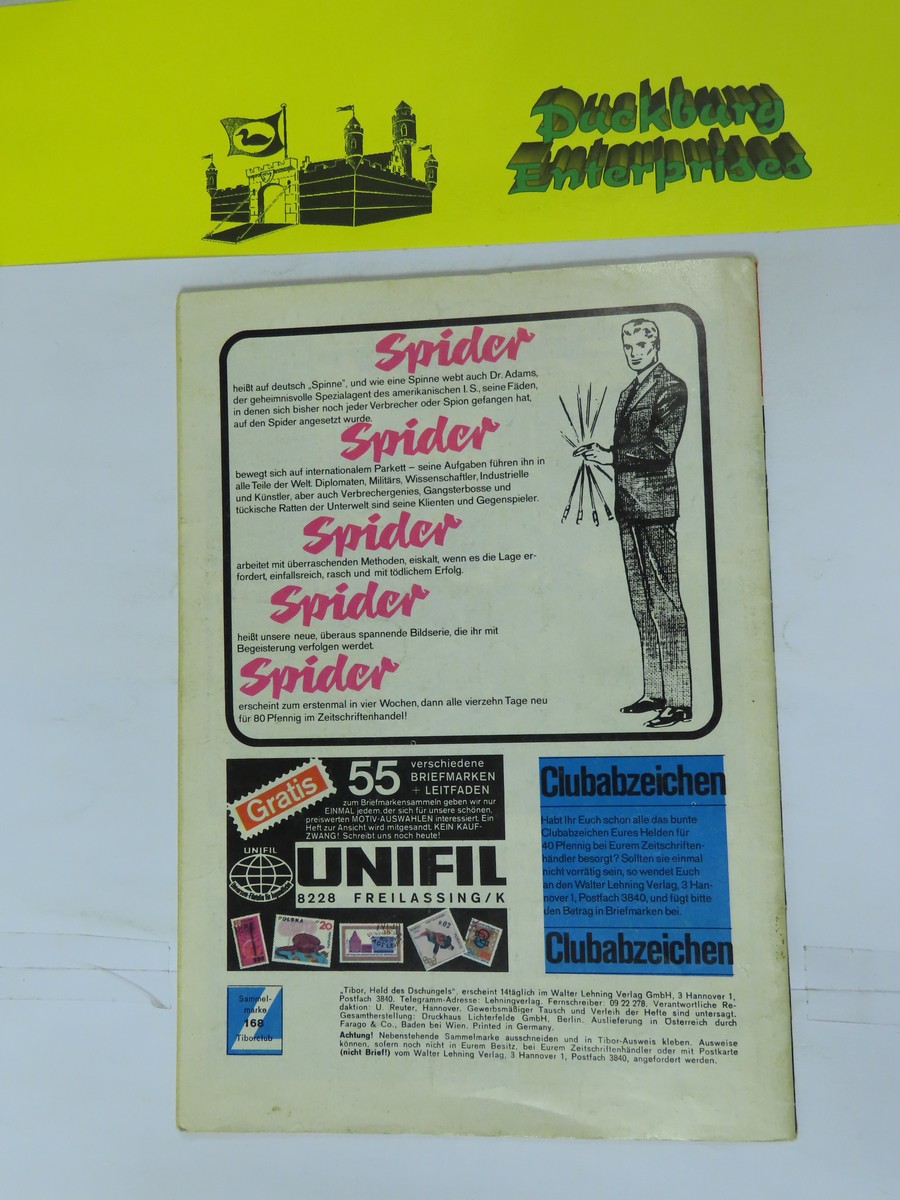 Duckburg
Enterprises
Spider
heißt auf deutsch „Spinne", und wie eine Spinne webt auch Dr. Adams,
der geheimnisvolle Spezialagent des amerikanischen I. S., seine Fäden,
in denen sich bisher noch jeder Verbrecher oder Spion gefangen hat,
auf den Spider angesetzt wurde.
Spider
bewegt sich auf internationalem Parkett – seine Aufgaben führen ihn in
alle Teile der Welt. Diplomaten, Militärs, Wissenschaftler, Industrielle
und Künstler, aber auch Verbrechergenies, Gangsterbosse und
tückische Ratten der Unterwelt sind seine Klienten und Gegenspieler.
Spider
arbeitet mit überraschenden Methoden, eiskalt, wenn es die Lage er-
fordert, einfallsreich, rasch und mit tödlichem Erfolg.
Spider
heißt unsere neue, überaus spannende Bildserie, die ihr mit
Begeisterung verfolgen werdet.
Spider
erscheint zum erstenmal in vier Wochen, dann alle vierzehn Tage neu
für 80 Pfennig im Zeitschriftenhandel!
Gratis
55 verschiedene
BRIEFMARKEN
+ LEITFADEN
zum Briefmarkensammeln geben wir nur
EINMAL jedem, der sich für unsere schönen,
preiswerten MOTIV-AUSWAHLEN interessiert. Ein
Heft zur Ansicht wird mitgesandt. KEIN KAUF-
ZWANG! Schreibt uns noch heute!
UNIFIL
UNIFIL
8228 FREILASSING/K
POLSKA
20
Clubabzeichen
Habt Ihr Euch schon alle das bunte
Clubabzeichen Eures Helden für
40 Pfennig bei Eurem Zeitschriften-
händler besorgt? Sollten sie einmal
nicht vorrätig sein, so wendet Euch
an den Walter Lehning Verlag, 3 Han-
nover 1, Postfach 3840, und fügt bitte
den Betrag in Briefmarken bei.
Clubabzeichen
Sammel-
marke
168
Tiborclub
„Tibor, Held des Dschungels", erscheint 14täglich im Walter Lehning Verlag GmbH, 3 Hannover 1,
Postfach 3840. Telegramm-Adresse: Lehningverlag. Fernschreiber: 09 22 278. Verantwortliche Re-
daktion: U. Reuter, Hannover. Gewerbsmäßiger Tausch und Verleih der Hefte sind untersagt.
Gesamtherstellung: Druckhaus Lichterfelde GmbH, Berlin. Auslieferung in Österreich durch
Farago & Co., Baden bei Wien. Printed in Germany.
Achtung! Nebenstehende Sammelmarke ausschneiden und in Tibor-Ausweis kleben. Ausweise
können, sofern noch nicht in Eurem Besitz, bei Eurem Zeitschriftenhändler oder mit Postkarte
(nicht Brief!) vom Walter Lehning Verlag, 3 Hannover 1, Postfach 3840, angefordert werden.